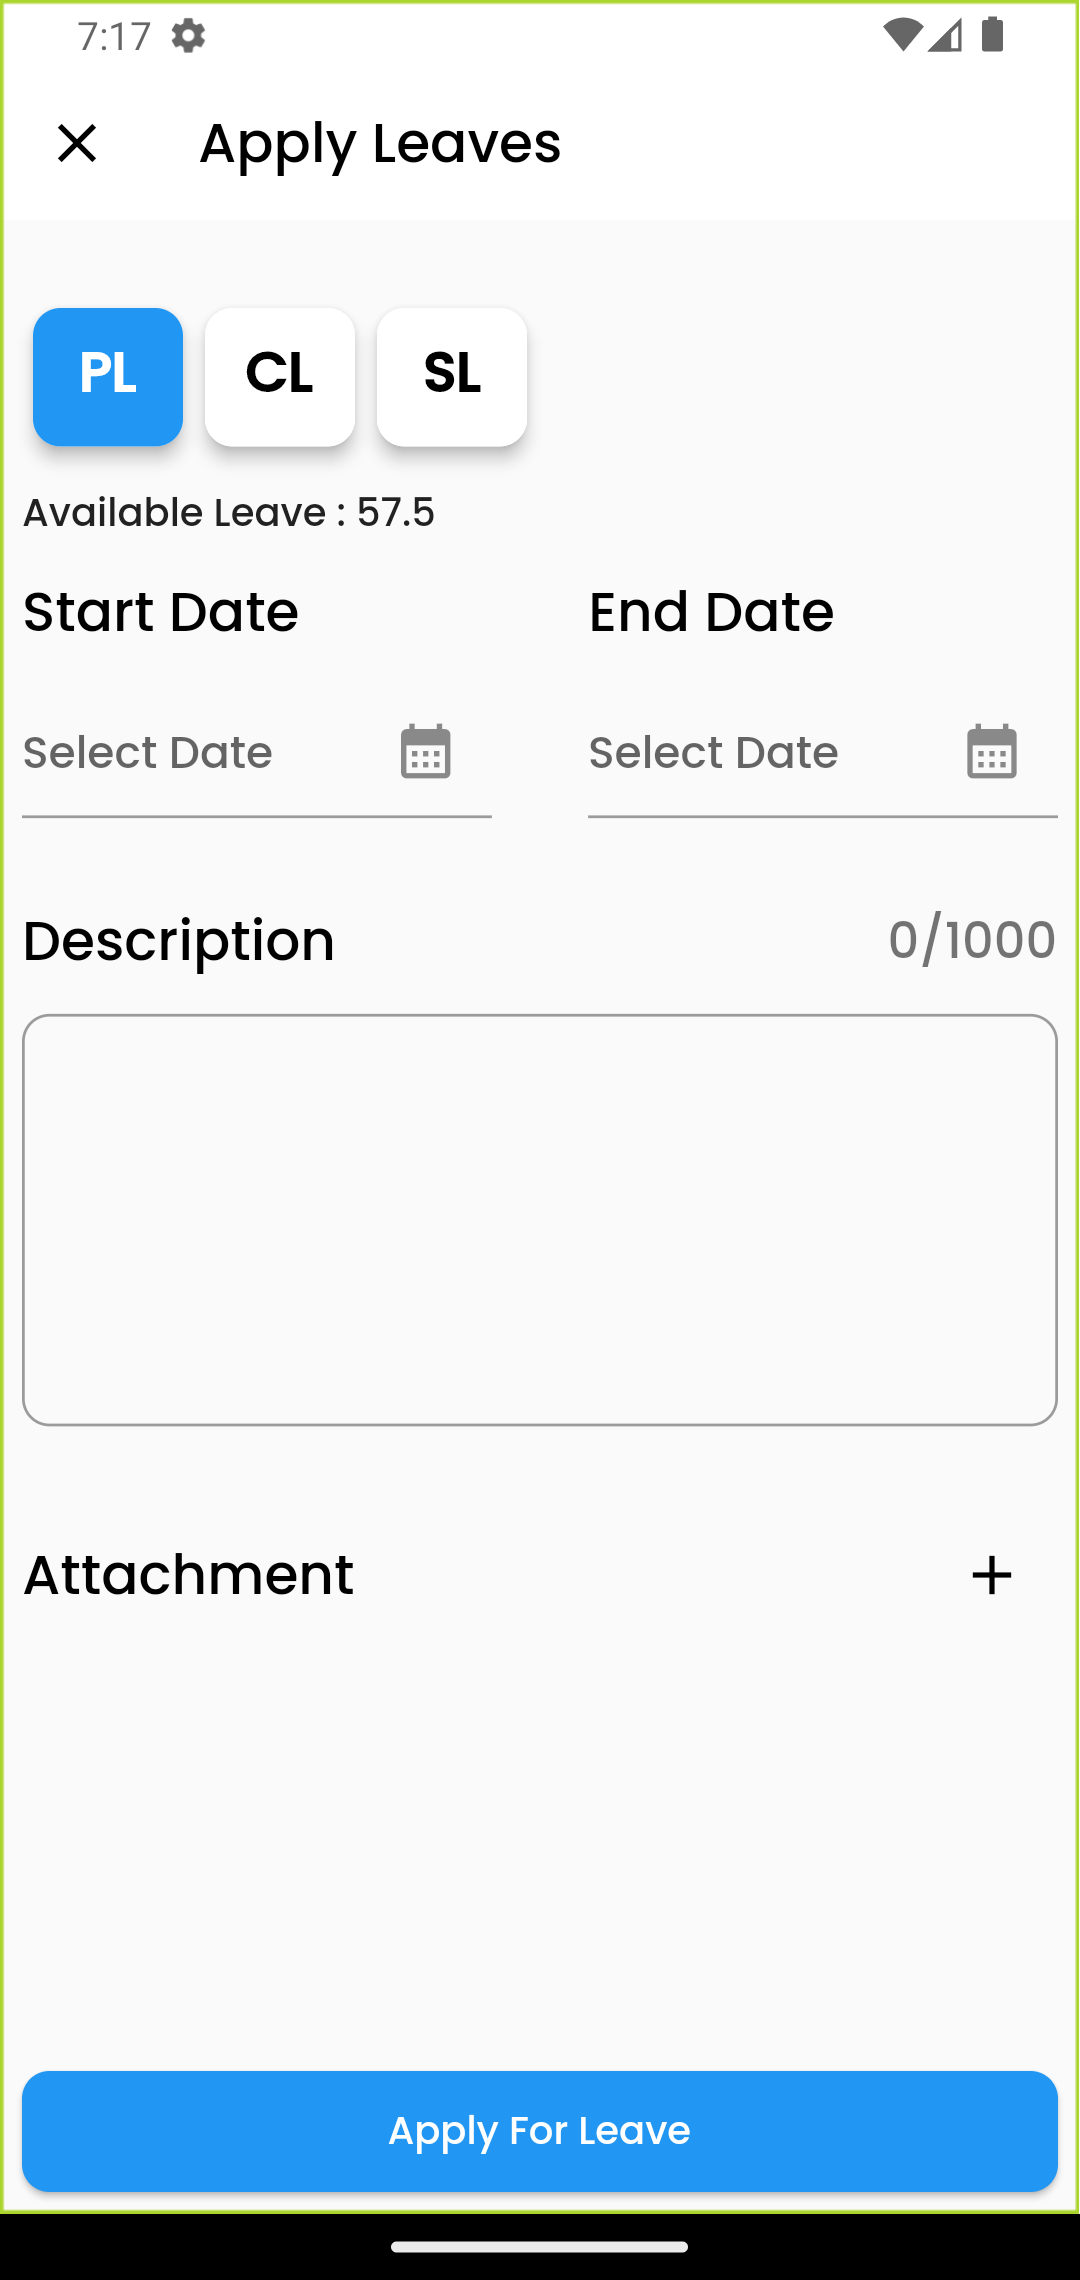 7:17
Apply Leaves
PL CL SL
Available Leave : 57.5
Start Date End Date
Select Date Select Date
Description 0/1000
Attachment
Apply For Leave